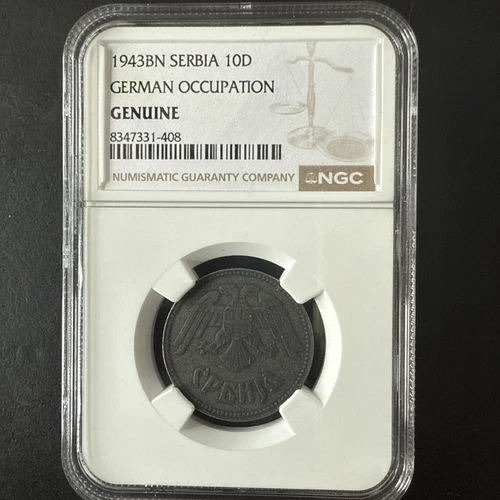 1943BN SERBIA 10D
GERMAN OCCUPATION
GENUINE
8347331-408
NUMISMATIC GUARANTY COMPANY NGC
СРБИЈА